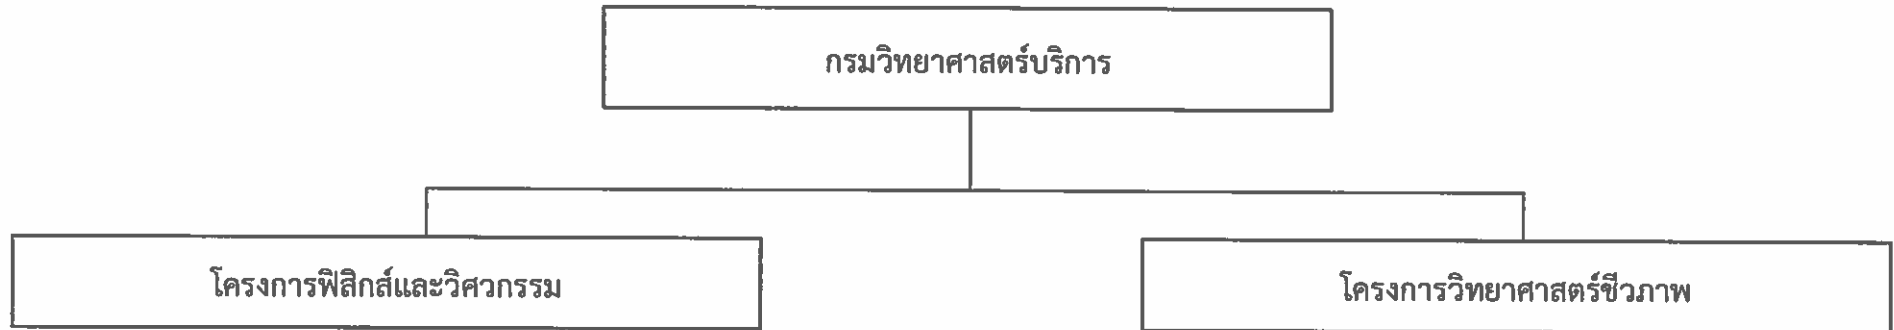 กรมวิทยาศาสตร์บริการ
โครงการฟิสิกส์และวิศวกรรม
โครงการวิทยาศาสตร์ชีวภาพ